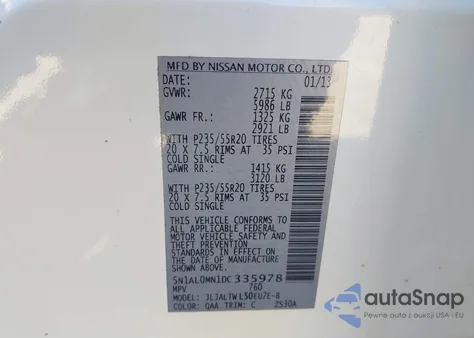 MFD BY NISSAN MOTOR CO., LTD
DATE: 01/13
GVWR: 2715 KG
5986 LB
GAWR FR.: 1325 KG
2921 LB
WITH P235/55R20 TIRES
20 X 7.5 RIMS AT 35 PSI
COLD SINGLE
GAWR RR.: 1415 KG
3120 LB
WITH P235/55R20 TIRES
20 X 7.5 RIMS AT 35 PSI
COLD SINGLE
THIS VEHICLE CONFORMS TO
ALL APPLICABLE FEDERAL
MOTOR VEHICLE SAFETY AND
THEFT PREVENTION
STANDARDS IN EFFECT ON
THE DATE OF MANUFACTURE
SHOWN ABOVE.
5N1AL0MN1DC335978
MPV 760
MODEL: JLJALTWL50EU7E-B
COLOR: QAA TRIM: C 2S30A
autoSnap
Pewne auto z USA i EU